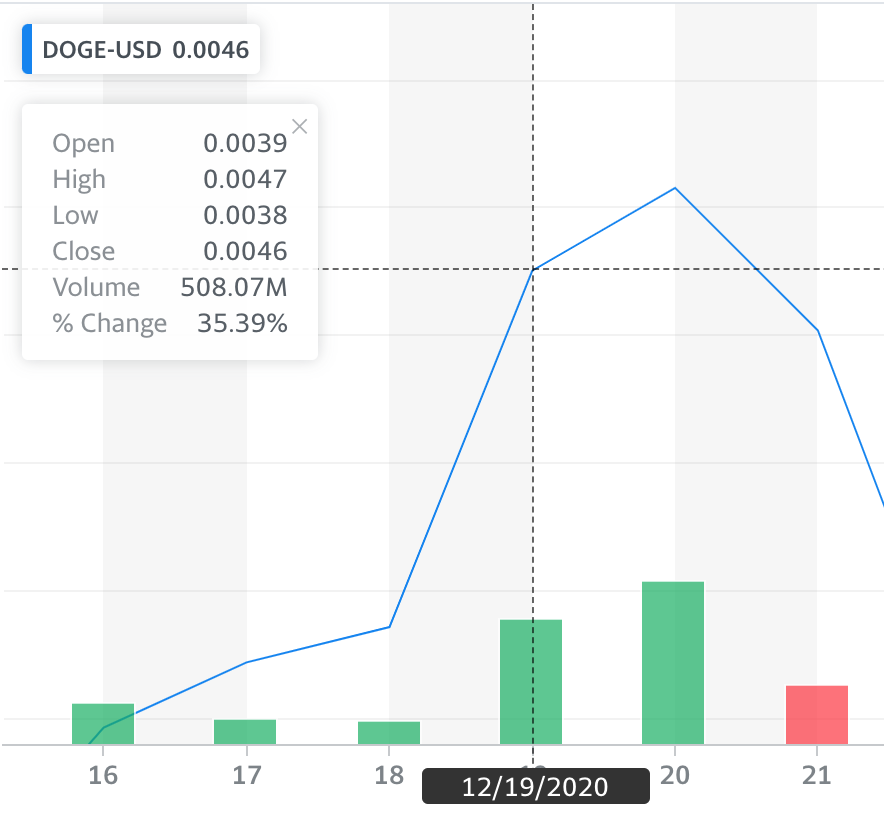 DOGE-USD 0.0046
Open 0.0039
High 0.0047
Low 0.0038
Close 0.0046
Volume 508.07M
% Change 35.39%
16 17 18 12/19/2020 20 21